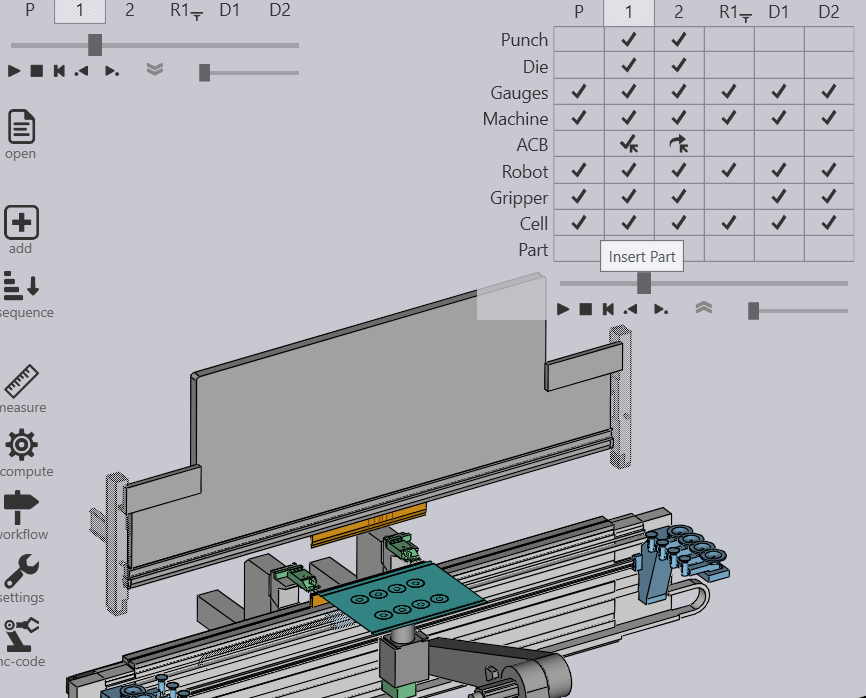 P 1 2 R1 D1 D2
P 1 2 R1 D1 D2
Punch
Die
Gauges
Machine
ACB
Robot
Gripper
Cell
Part
Insert Part
open
add
sequence
measure
compute
workflow
settings
nc-code